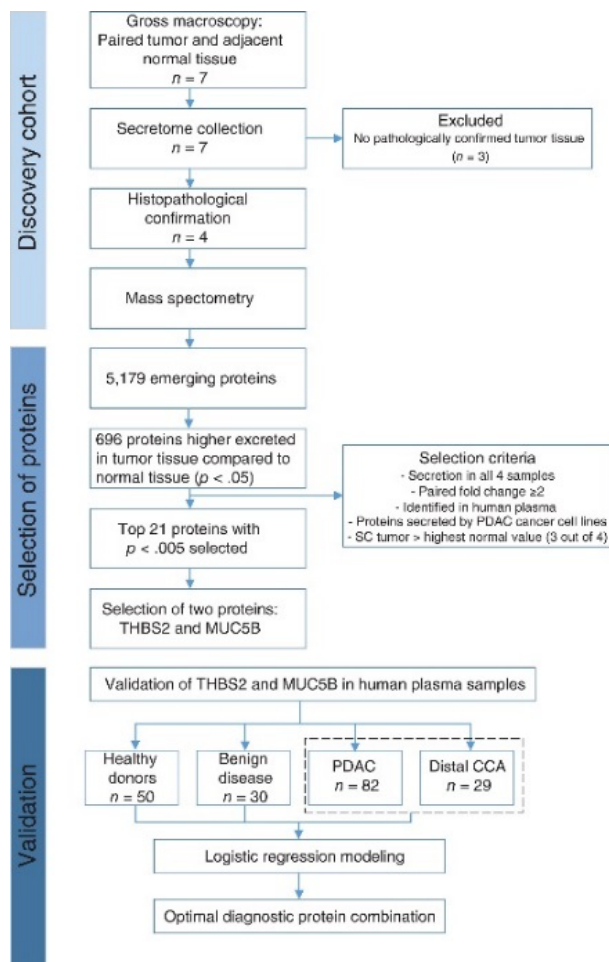 Discovery cohort
Gross macroscopy:
Paired tumor and adjacent
normal tissue
n = 7
Secretome collection
n = 7
Excluded
No pathologically confirmed tumor tissue
(n = 3)
Histopathological
confirmation
n = 4
Mass spectometry
Selection of proteins
5,179 emerging proteins
696 proteins higher excreted
in tumor tissue compared to
normal tissue (p < .05)
Selection criteria
- Secretion in all 4 samples
- Paired fold change ≥2
- Identified in human plasma
- Proteins secreted by PDAC cancer cell lines
- SC tumor > highest normal value (3 out of 4)
Top 21 proteins with
p < .005 selected
Selection of two proteins:
THBS2 and MUC5B
Validation
Validation of THBS2 and MUC5B in human plasma samples
Healthy
donors
n = 50
Benign
disease
n = 30
PDAC
n = 82
Distal CCA
n = 29
Logistic regression modeling
Optimal diagnostic protein combination